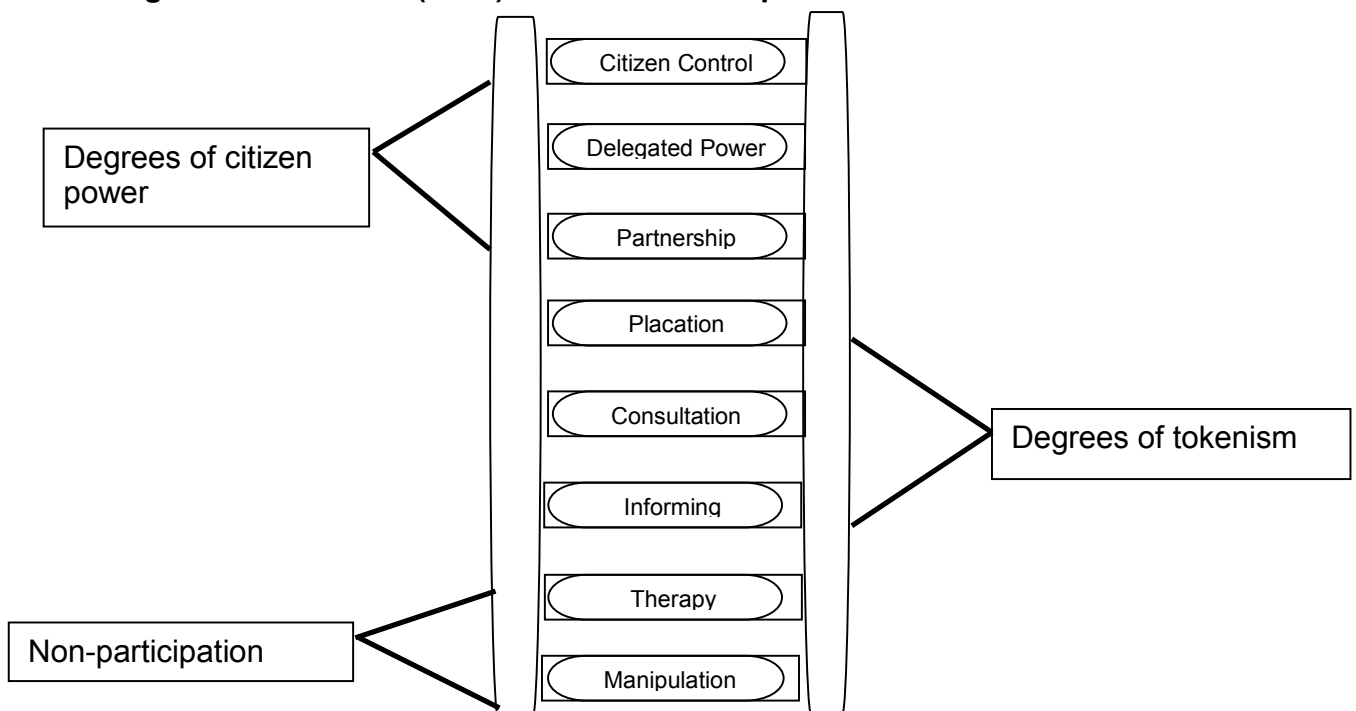 Citizen Control
Degrees of citizen
power
Delegated Power
Partnership
Placation
Consultation
Degrees of tokenism
Informing
Therapy
Non-participation
Manipulation